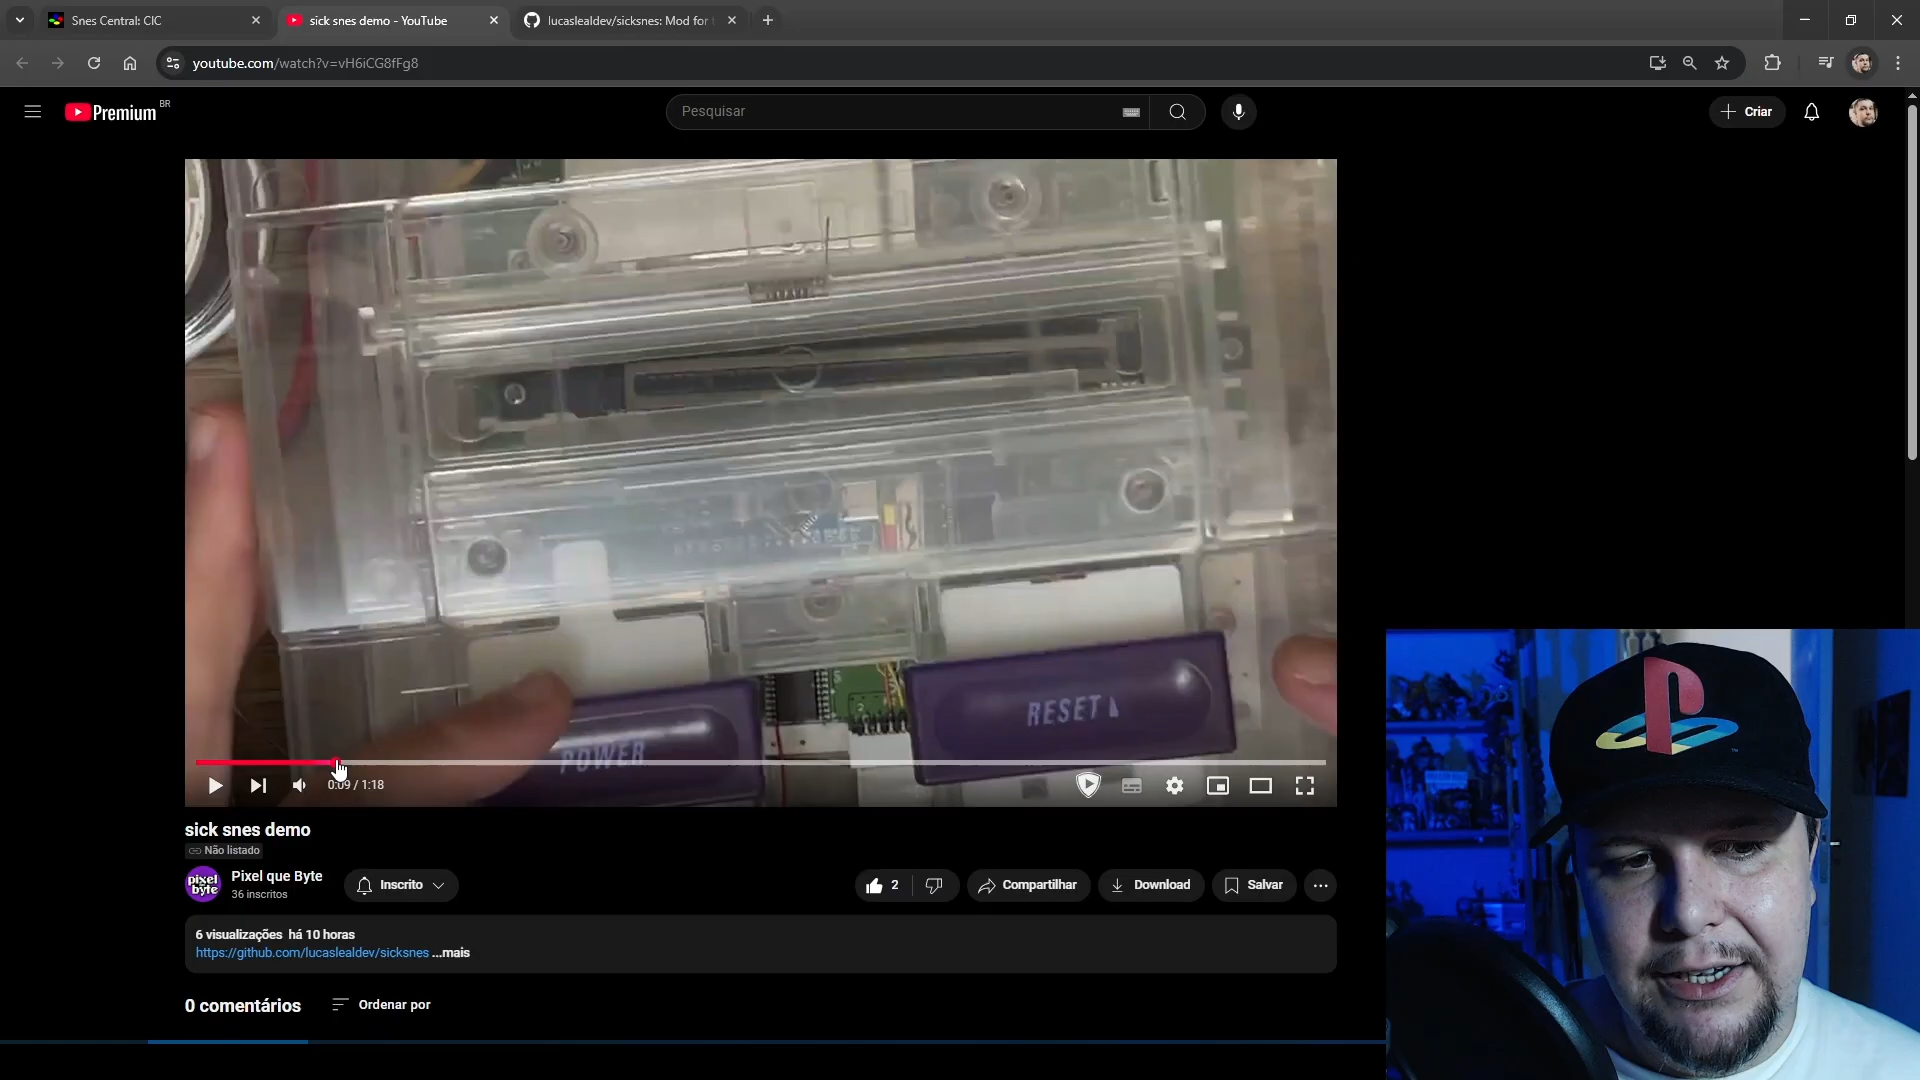 Snes Central: CIC
sick snes demo - YouTube
lucaslealdev/sicksnes: Mod for
youtube.com/watch?v=vH6iCG8fFg8
Premium BR
Pesquisar
Criar
RESET
POWER
0:09 / 1:18
sick snes demo
Não listado
pixel byte
Pixel que Byte
36 inscritos
Inscrito
2
Compartilhar
Download
Salvar
6 visualizações há 10 horas
https://github.com/lucaslealdev/sicksnes ...mais
0 comentários
Ordenar por